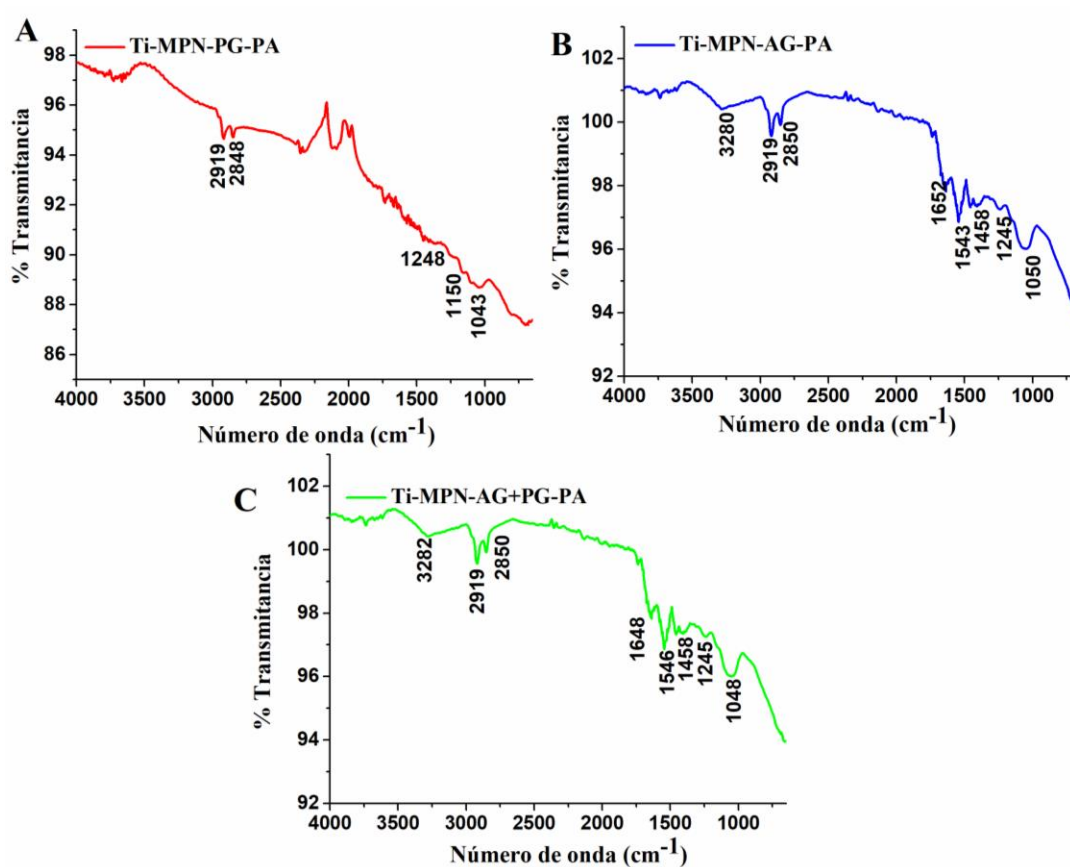 A
Ti-MPN-PG-PA
98
96
94
92
90
88
86
% Transmitancia
2919
2848
1248
1150
1043
4000 3500 3000 2500 2000 1500 1000
Número de onda (cm-1)
B
Ti-MPN-AG-PA
102
100
98
96
94
92
% Transmitancia
3280
2919
2850
1652
1543
1458
1245
1050
4000 3500 3000 2500 2000 1500 1000
Número de onda (cm-1)
C
Ti-MPN-AG+PG-PA
102
100
98
96
94
92
% Transmitancia
3282
2919
2850
1648
1546
1458
1245
1048
4000 3500 3000 2500 2000 1500 1000
Número de onda (cm-1)